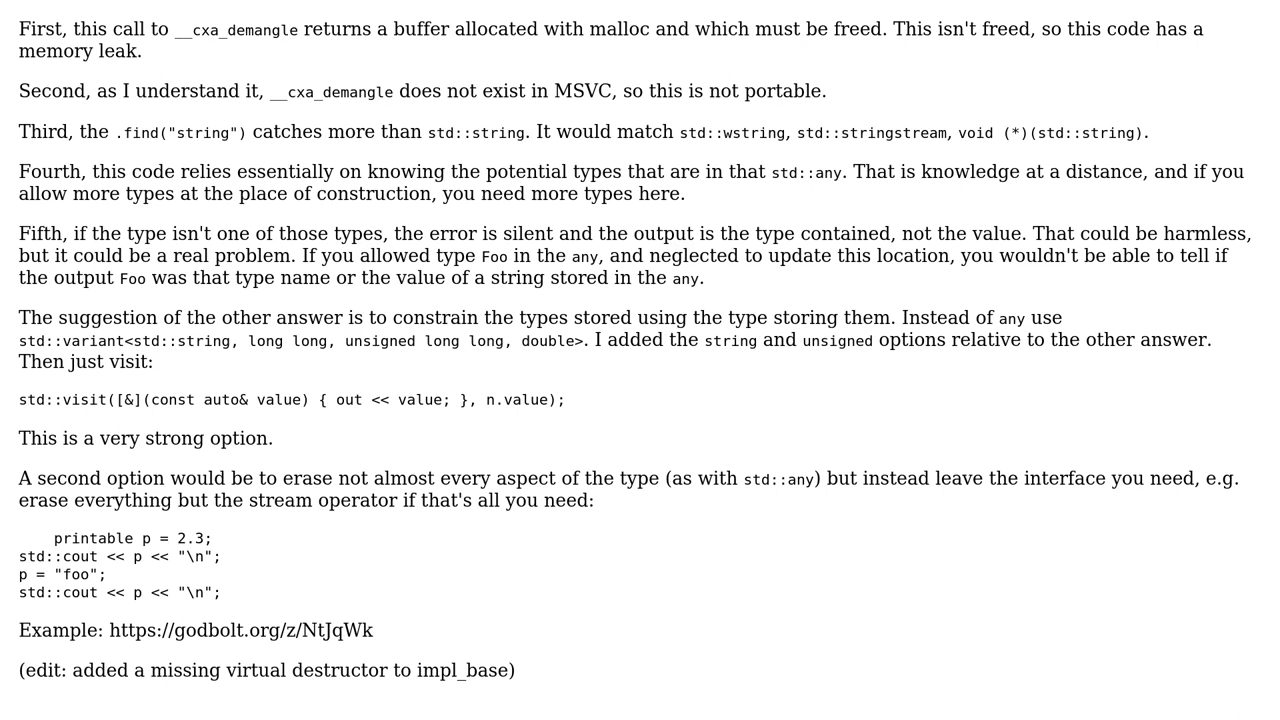 First, this call to __cxa_demangle returns a buffer allocated with malloc and which must be freed. This isn't freed, so this code has a
memory leak.
Second, as I understand it, __cxa_demangle does not exist in MSVC, so this is not portable.
Third, the .find("string") catches more than std::string. It would match std::wstring, std::stringstream, void (*)(std::string).
Fourth, this code relies essentially on knowing the potential types that are in that std::any. That is knowledge at a distance, and if you
allow more types at the place of construction, you need more types here.
Fifth, if the type isn't one of those types, the error is silent and the output is the type contained, not the value. That could be harmless,
but it could be a real problem. If you allowed type Foo in the any, and neglected to update this location, you wouldn't be able to tell if
the output Foo was that type name or the value of a string stored in the any.
The suggestion of the other answer is to constrain the types stored using the type storing them. Instead of any use
std::variant<std::string, long long, unsigned long long, double>. I added the string and unsigned options relative to the other answer.
Then just visit:
std::visit([&](const auto& value) { out << value; }, n.value);
This is a very strong option.
A second option would be to erase not almost every aspect of the type (as with std::any) but instead leave the interface you need, e.g.
erase everything but the stream operator if that's all you need:
    printable p = 2.3;
std::cout << p << "\n";
p = "foo";
std::cout << p << "\n";
Example: https://godbolt.org/z/NtJqWk
(edit: added a missing virtual destructor to impl_base)